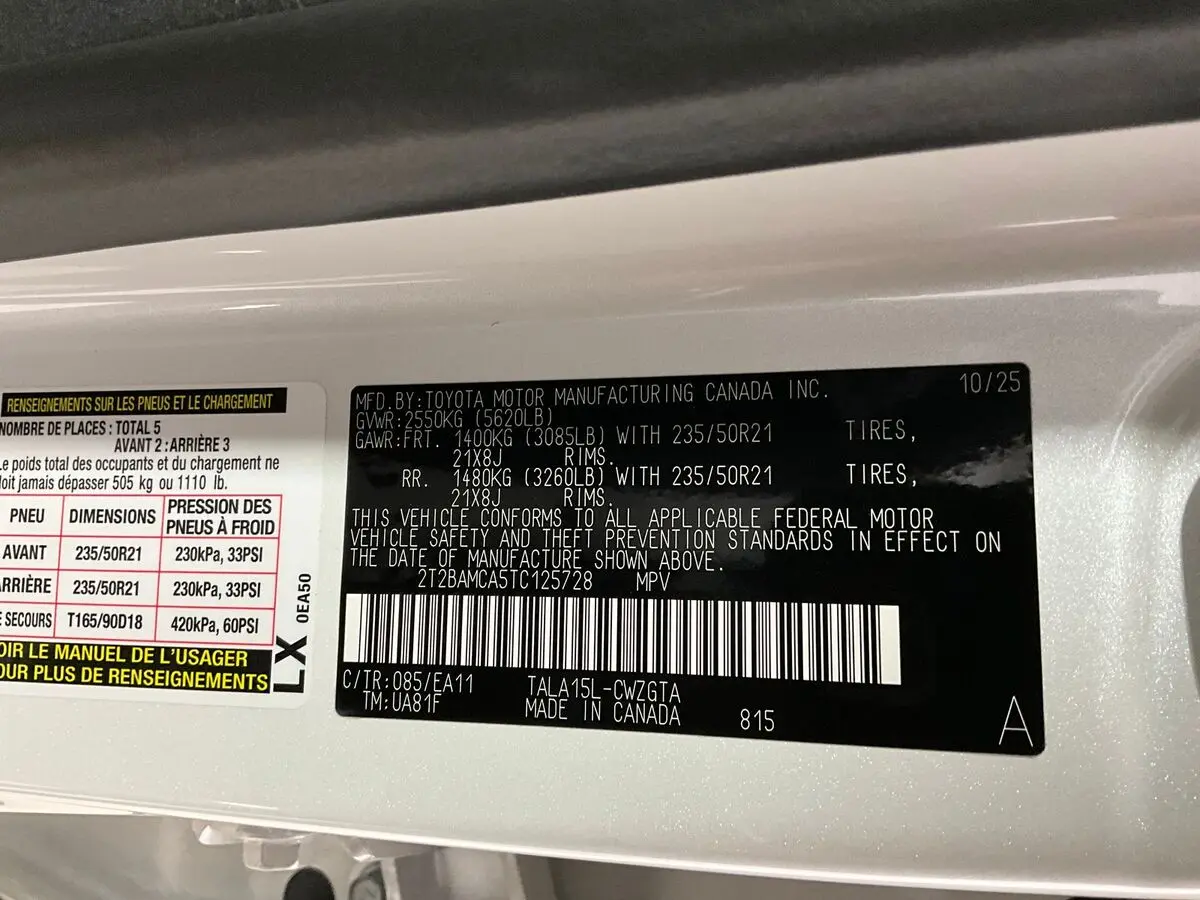 RENSEIGNEMENTS SUR LES PNEUS ET LE CHARGEMENT
NOMBRE DE PLACES : TOTAL 5
AVANT 2 : ARRIÈRE 3
Le poids total des occupants et du chargement ne
doit jamais dépasser 505 kg ou 1110 lb.
PNEU DIMENSIONS PRESSION DES PNEUS À FROID
AVANT 235/50R21 230kPa, 33PSI
ARRIÈRE 235/50R21 230kPa, 33PSI
SECOURS T165/90D18 420kPa, 60PSI
VOIR LE MANUEL DE L'USAGER
POUR PLUS DE RENSEIGNEMENTS
LX 0EA50
MFD.BY:TOYOTA MOTOR MANUFACTURING CANADA INC. 10/25
GVWR:2550KG (5620LB)
GAWR:FRT. 1400KG (3085LB) WITH 235/50R21 TIRES,
21X8J RIMS.
RR. 1480KG (3260LB) WITH 235/50R21 TIRES,
21X8J RIMS.
THIS VEHICLE CONFORMS TO ALL APPLICABLE FEDERAL MOTOR
VEHICLE SAFETY AND THEFT PREVENTION STANDARDS IN EFFECT ON
THE DATE OF MANUFACTURE SHOWN ABOVE.
2T2BAMCA5TC125728 MPV
C/TR:085/EA11 TALA15L-CWZGTA
TM:UA81F MADE IN CANADA 815
A